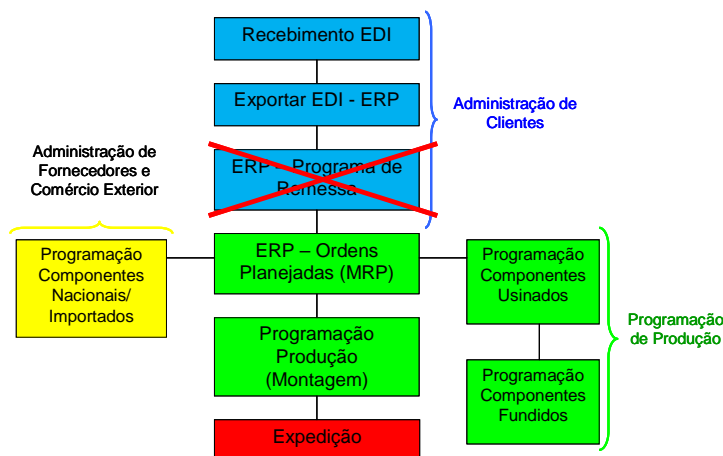 Recebimento EDI
Exportar EDI - ERP
Administração de
Clientes
ERP – Programa de
Remessa
Administração de
Fornecedores e
Comércio Exterior
Programação
Componentes
Nacionais/
Importados
ERP – Ordens
Planejadas (MRP)
Programação
Componentes
Usinados
Programação
Produção
(Montagem)
Programação
de Produção
Programação
Componentes
Fundidos
Expedição